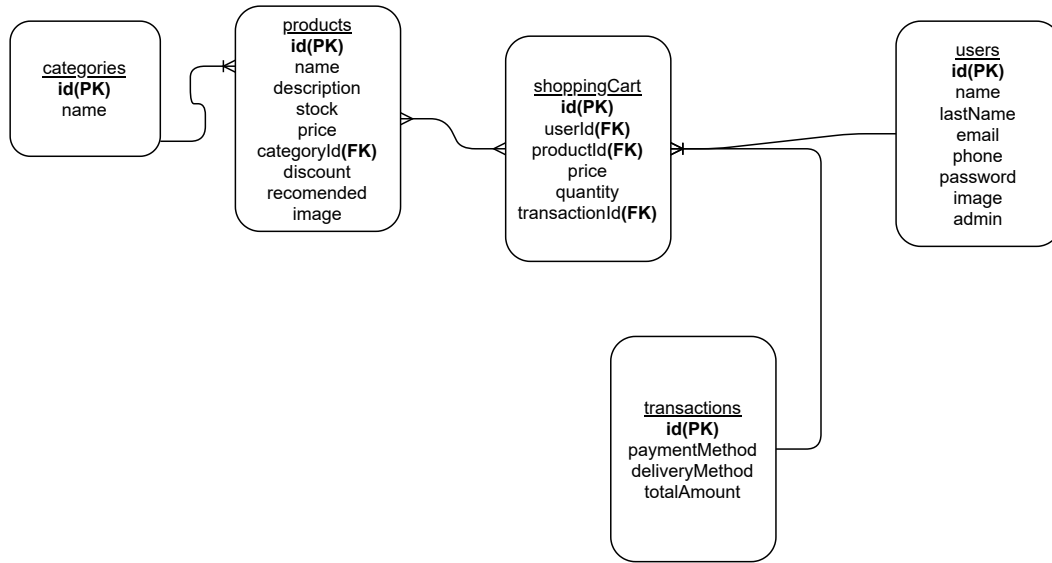 categories
id(PK)
name
products
id(PK)
name
description
stock
price
categoryId(FK)
discount
recomended
image
shoppingCart
id(PK)
userId(FK)
productId(FK)
price
quantity
transactionId(FK)
users
id(PK)
name
lastName
email
phone
password
image
admin
transactions
id(PK)
paymentMethod
deliveryMethod
totalAmount